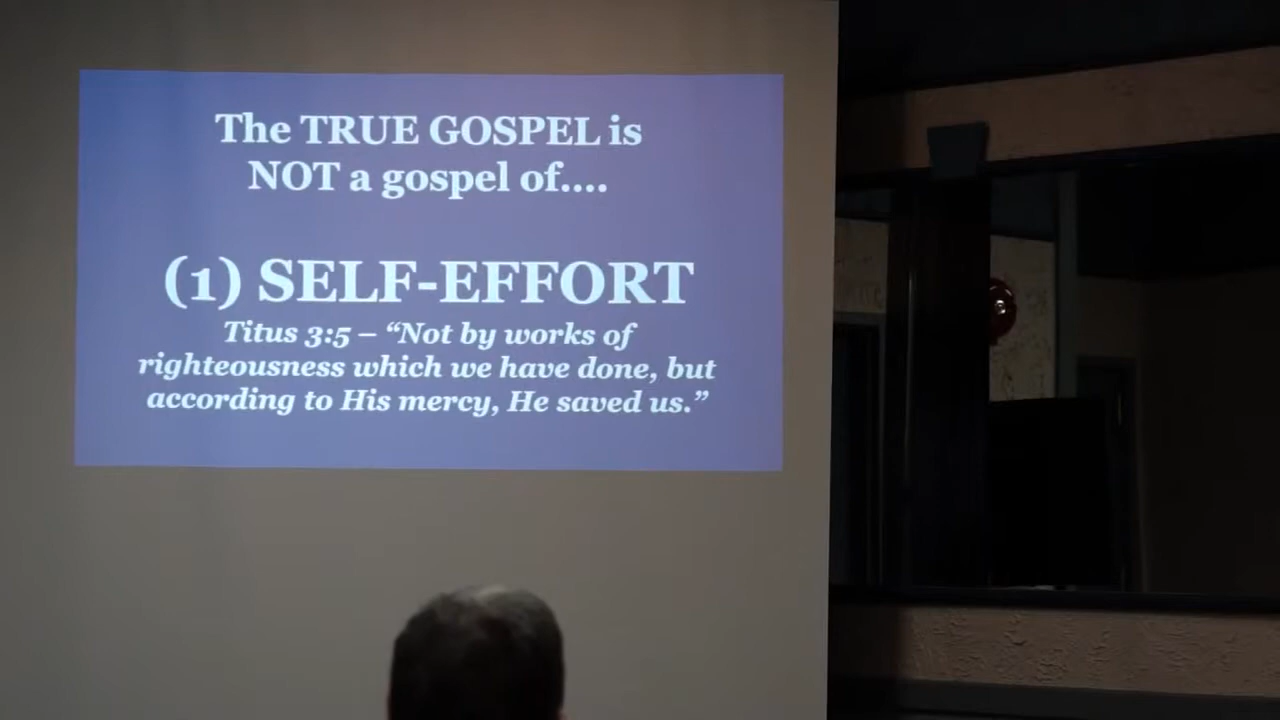 The TRUE GOSPEL is
NOT a gospel of....
(1) SELF-EFFORT
Titus 3:5 – “Not by works of
righteousness which we have done, but
according to His mercy, He saved us.”